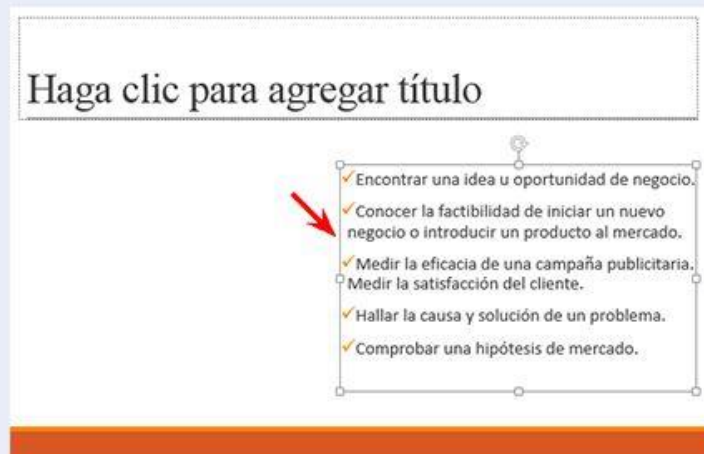 Haga clic para agregar título
✓Encontrar una idea u oportunidad de negocio.
✓Conocer la factibilidad de iniciar un nuevo
negocio o introducir un producto al mercado.
✓Medir la eficacia de una campaña publicitaria.
Medir la satisfacción del cliente.
✓Hallar la causa y solución de un problema.
✓Comprobar una hipótesis de mercado.